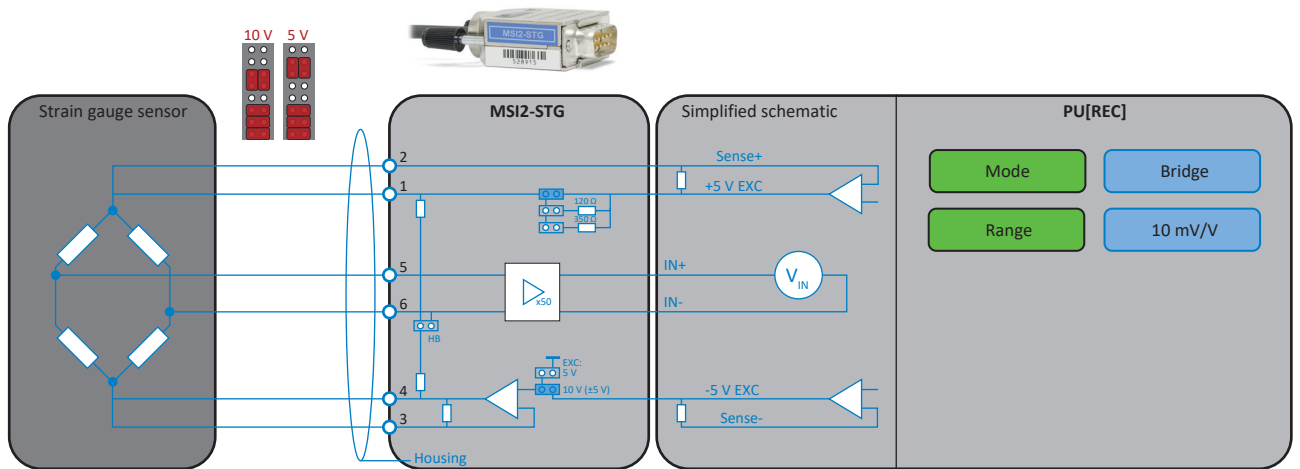 10 V 5 V
MSI2-STG
528915
Strain gauge sensor
MSI2-STG
Simplified schematic
PU[REC]
2
Sense+
1
+5 V EXC
120 Ω
350 Ω
Mode
Bridge
Range
10 mV/V
5
IN+
VIN
x50
6
IN-
HB
EXC:
5 V
10 V (±5 V)
4
-5 V EXC
3
Sense-
Housing